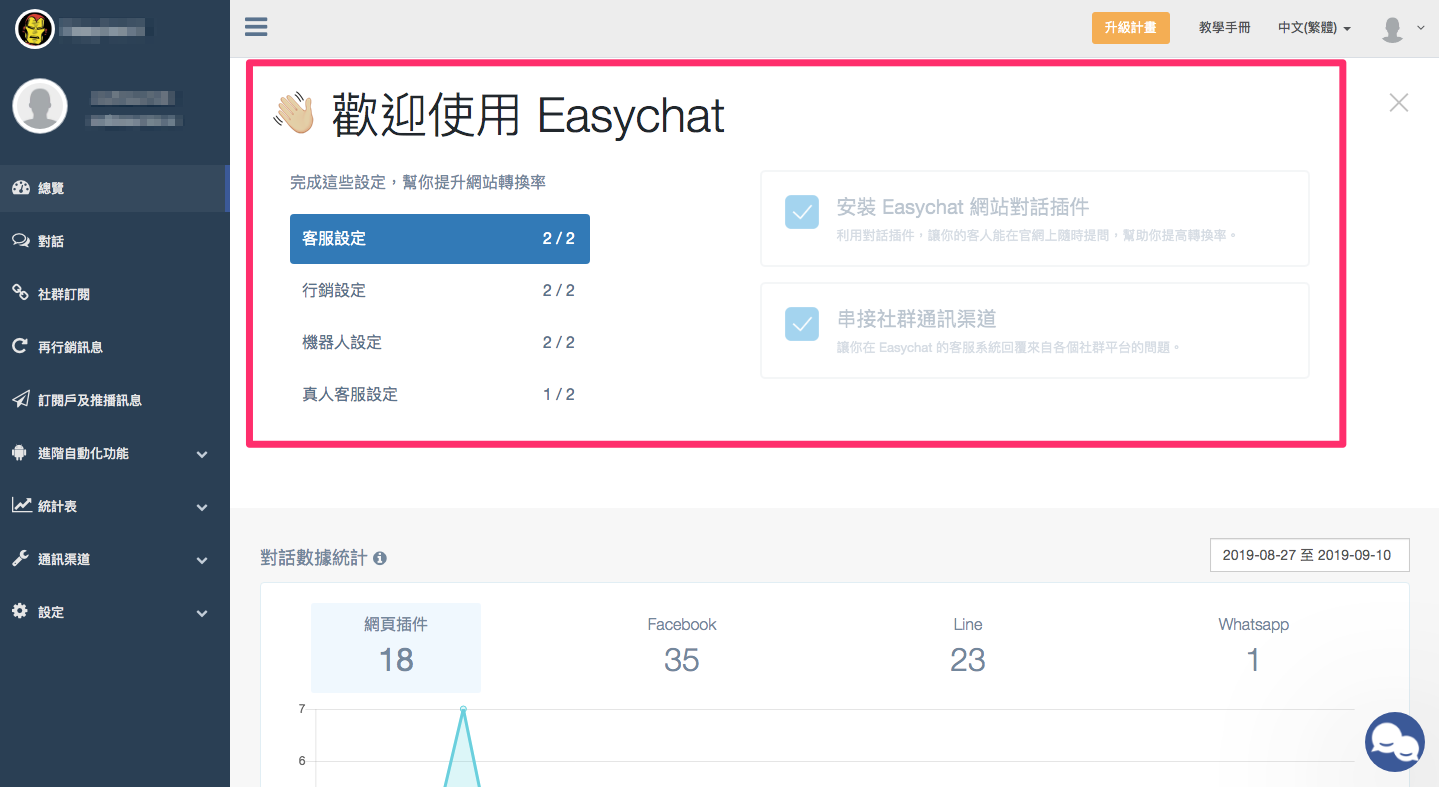 升級計畫
教學手冊
中文(繁體)
歡迎使用 Easychat
完成這些設定，幫你提升網站轉換率
客服設定 2 / 2
行銷設定 2 / 2
機器人設定 2 / 2
真人客服設定 1 / 2
安裝 Easychat 網站對話插件
利用對話插件，讓你的客人能在官網上隨時提問，幫助你提高轉換率。
串接社群通訊渠道
讓你在 Easychat 的客服系統回覆來自各個社群平台的問題。
總覽
對話
社群訂閱
再行銷訊息
訂閱戶及推播訊息
進階自動化功能
統計表
通訊渠道
設定
對話數據統計
2019-08-27 至 2019-09-10
網頁插件
18
Facebook
35
Line
23
Whatsapp
1
7
6